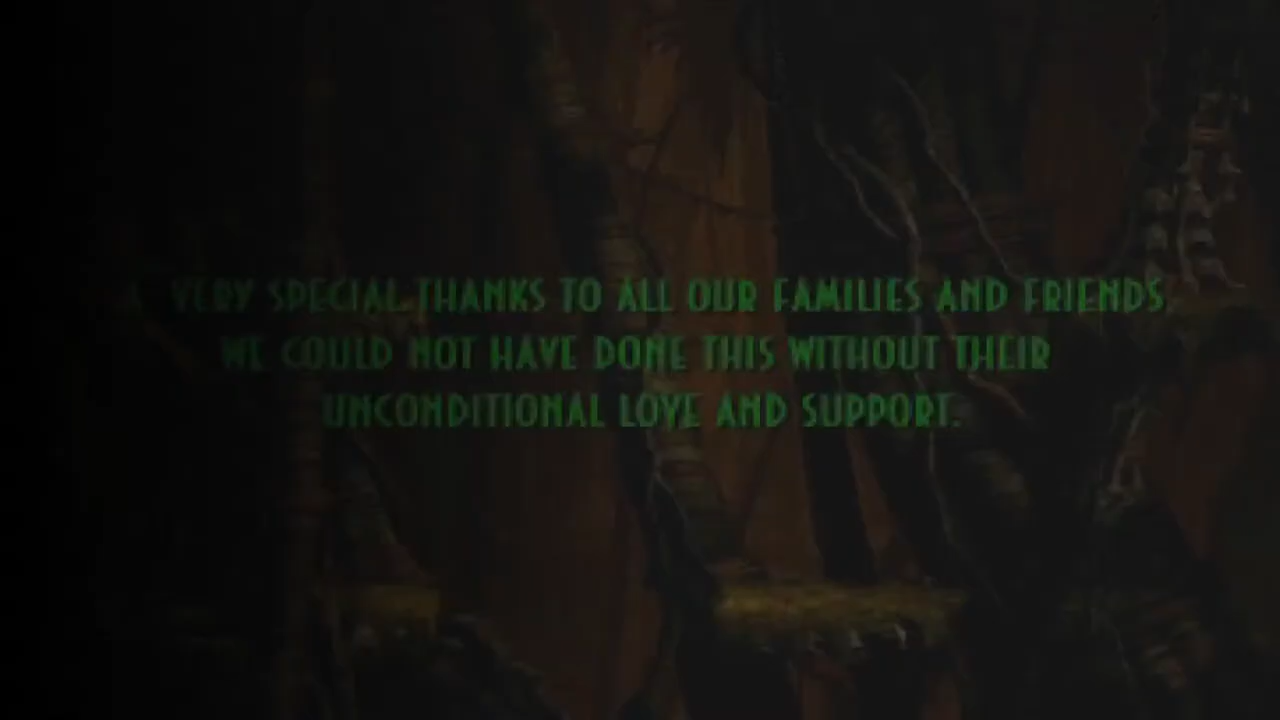 A VERY SPECIAL THANKS TO ALL OUR FAMILIES AND FRIENDS.
WE COULD NOT HAVE DONE THIS WITHOUT THEIR
UNCONDITIONAL LOVE AND SUPPORT.